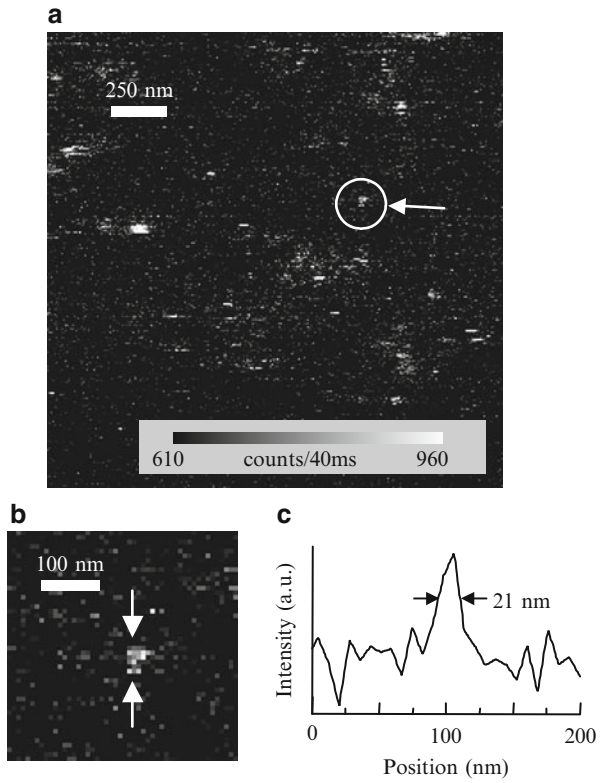 a
250 nm
610 counts/40ms 960
b
100 nm
c
Intensity (a.u.)
21 nm
0 100 200
Position (nm)